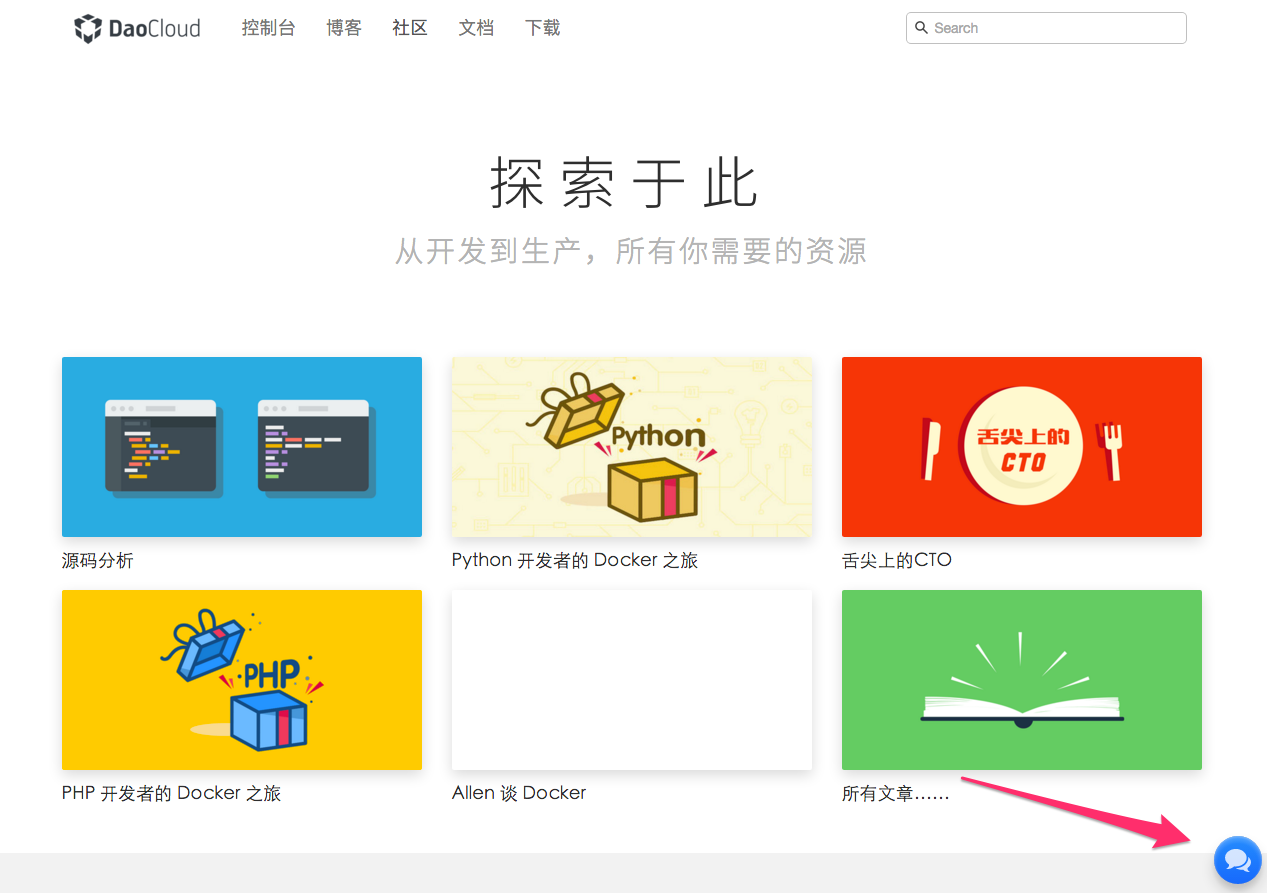 DaoCloud 控制台 博客 社区 文档 下载 Search
探索于此
从开发到生产，所有你需要的资源
Python
舌尖上的
CTO
源码分析
Python 开发者的 Docker 之旅
舌尖上的CTO
PHP
PHP 开发者的 Docker 之旅
Allen 谈 Docker
所有文章……